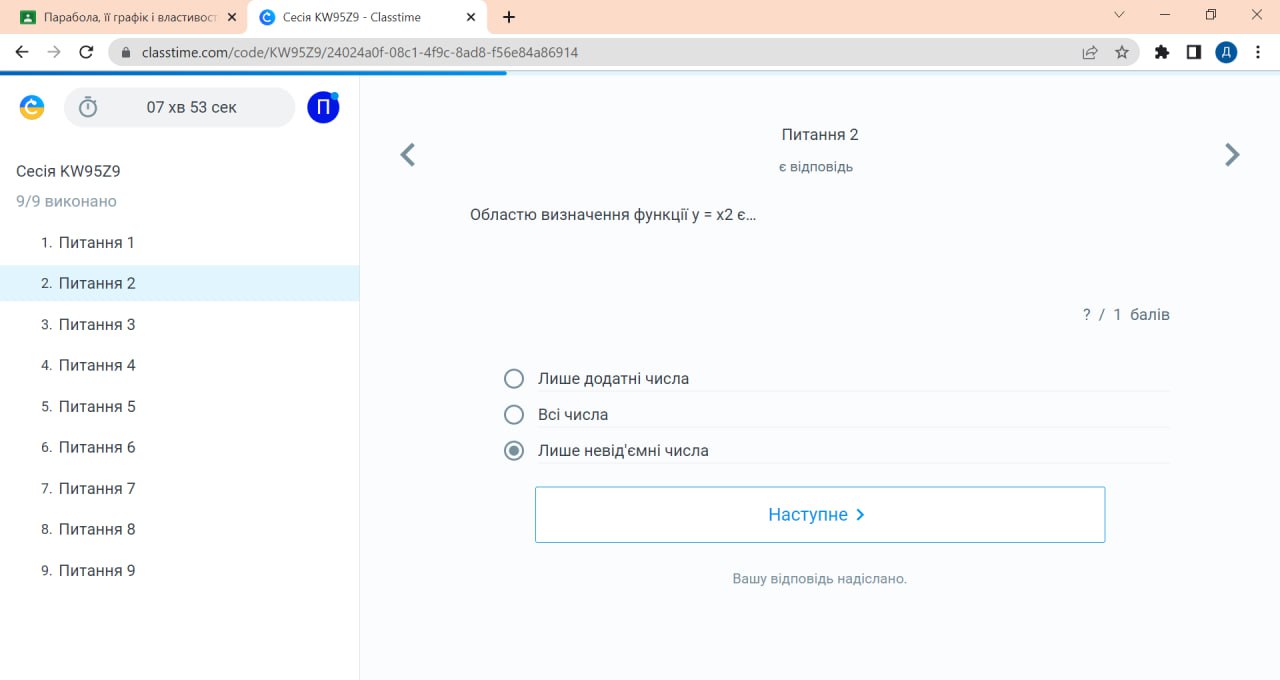 Парабола, її графік і властивост
Сесія KW95Z9 - Classtime
classtime.com/code/KW95Z9/24024a0f-08c1-4f9c-8ad8-f56e84a86914
Д
07 хв 53 сек
П
Сесія KW95Z9
9/9 виконано
1. Питання 1
2. Питання 2
3. Питання 3
4. Питання 4
5. Питання 5
6. Питання 6
7. Питання 7
8. Питання 8
9. Питання 9
Питання 2
є відповідь
Областю визначення функції y = x2 є...
? / 1 балів
Лише додатні числа
Всі числа
Лише невід'ємні числа
Наступне
Вашу відповідь надіслано.